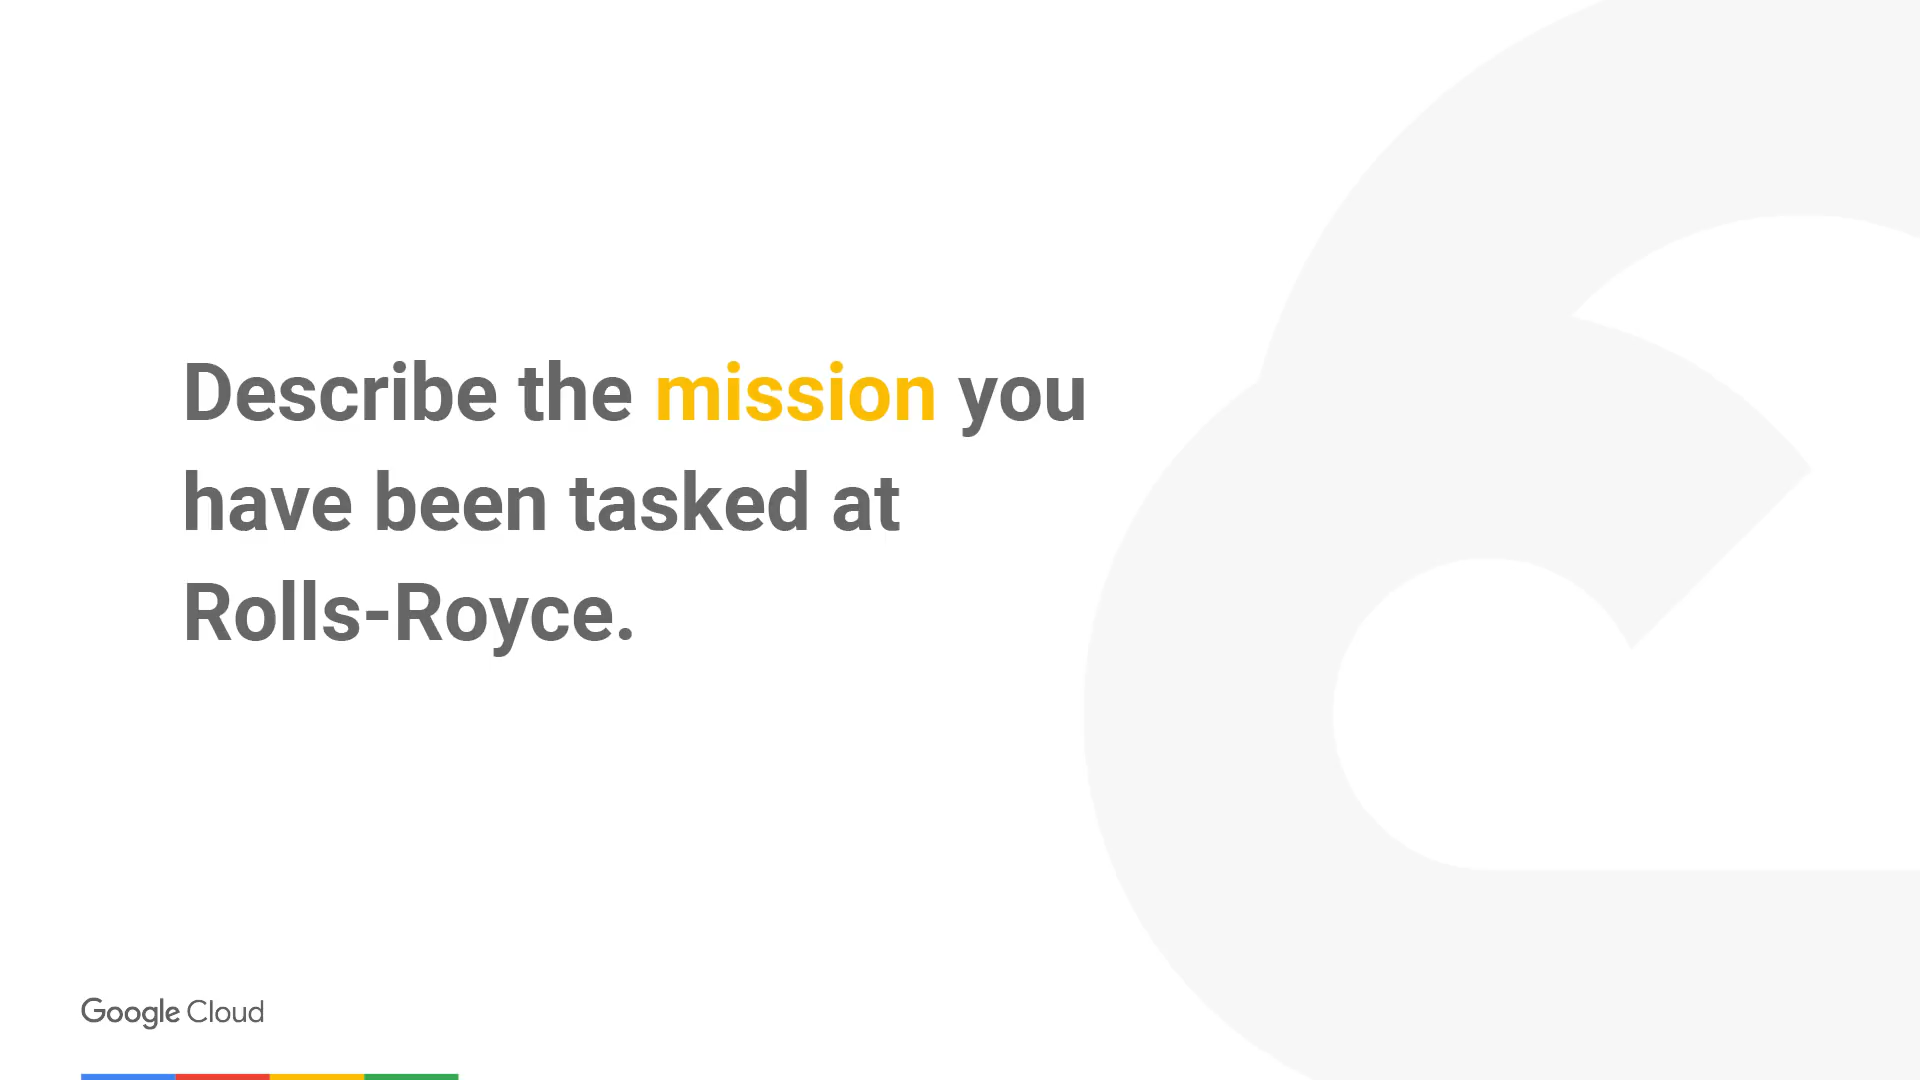 Describe the mission you
have been tasked at
Rolls-Royce.
Google Cloud